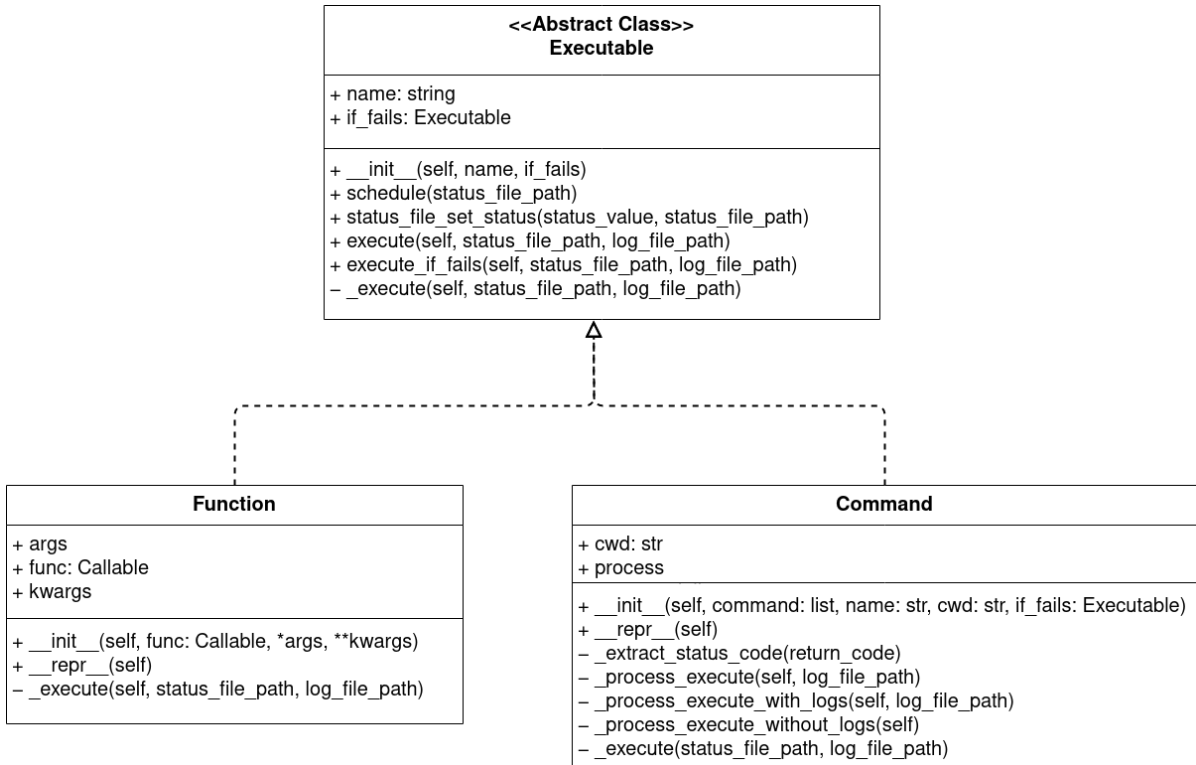 <<Abstract Class>>
Executable
+ name: string
+ if_fails: Executable
+ __init__(self, name, if_fails)
+ schedule(status_file_path)
+ status_file_set_status(status_value, status_file_path)
+ execute(self, status_file_path, log_file_path)
+ execute_if_fails(self, status_file_path, log_file_path)
− _execute(self, status_file_path, log_file_path)
Function
+ args
+ func: Callable
+ kwargs
+ __init__(self, func: Callable, *args, **kwargs)
+ __repr__(self)
− _execute(self, status_file_path, log_file_path)
Command
+ cwd: str
+ process
+ __init__(self, command: list, name: str, cwd: str, if_fails: Executable)
+ __repr__(self)
− _extract_status_code(return_code)
− _process_execute(self, log_file_path)
− _process_execute_with_logs(self, log_file_path)
− _process_execute_without_logs(self)
− _execute(status_file_path, log_file_path)